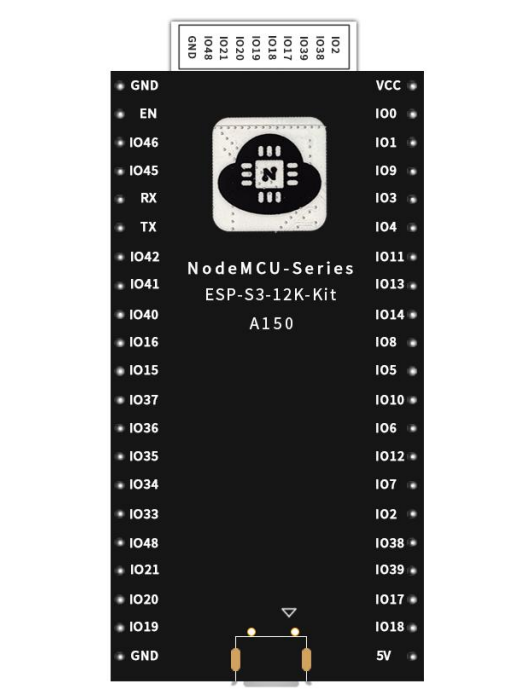 GND IO48 IO21 IO20 IO19 IO18 IO17 IO39 IO38 IO2
GND VCC
EN IO0
IO46 IO1
IO45 IO9
RX IO3
TX IO4
IO42 IO11
IO41 IO13
IO40 IO14
IO16 IO8
IO15 IO5
IO37 IO10
IO36 IO6
IO35 IO12
IO34 IO7
IO33 IO2
IO48 IO38
IO21 IO39
IO20 IO17
IO19 IO18
GND 5V
N
NodeMCU-Series
ESP-S3-12K-Kit
A150